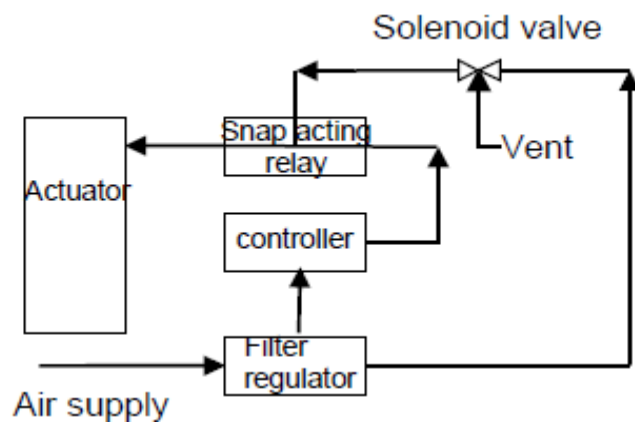 Solenoid valve
Snap acting
relay
Vent
Actuator
controller
Filter
regulator
Air supply